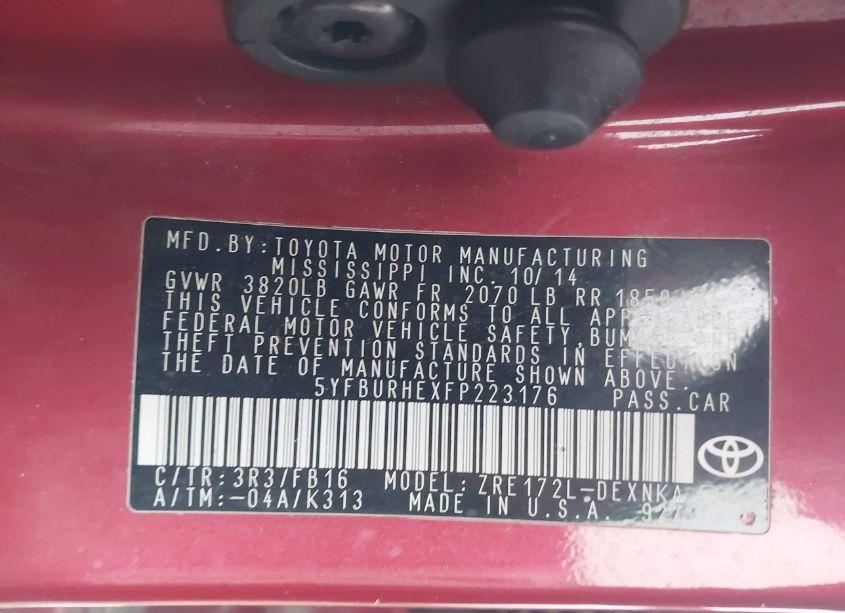 MFD.BY:TOYOTA MOTOR MANUFACTURING
MISSISSIPPI INC. 10/14
GVWR 3820LB GAWR FR 2070 LB RR
THIS VEHICLE CONFORMS TO ALL
FEDERAL MOTOR VEHICLE SAFETY,
THEFT PREVENTION STANDARDS IN EFFECT ON
THE DATE OF MANUFACTURE SHOWN ABOVE.
5YFBURHEXFP223176 PASS.CAR
C/TR:3R3/FB16 MODEL:ZRE172L-DEXNKA
A/TM:-04A/K313 MADE IN U.S.A.